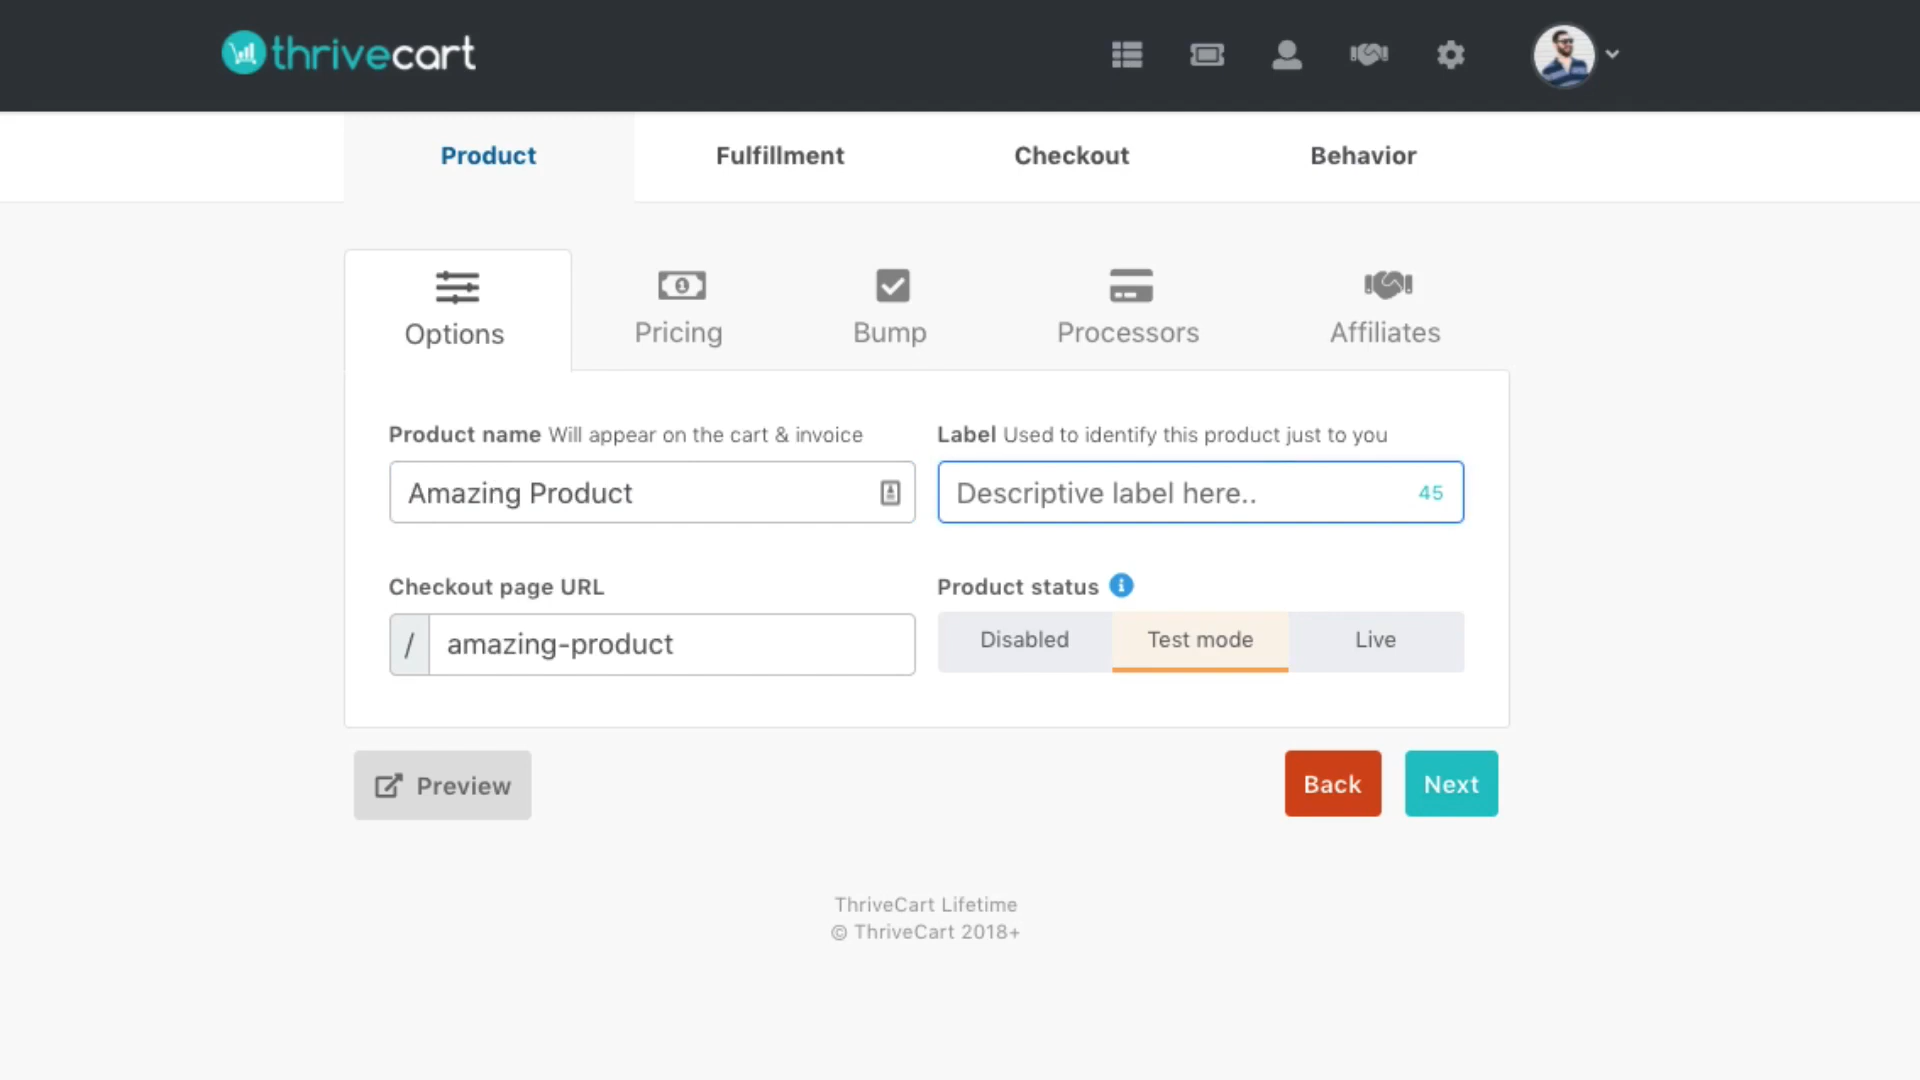 thrivecart
Product Fulfillment Checkout Behavior
Options Pricing Bump Processors Affiliates
Product name Will appear on the cart & invoice
Label Used to identify this product just to you
Amazing Product
Descriptive label here.. 45
Checkout page URL
Product status
/ amazing-product
Disabled Test mode Live
Preview
Back Next
ThriveCart Lifetime
© ThriveCart 2018+